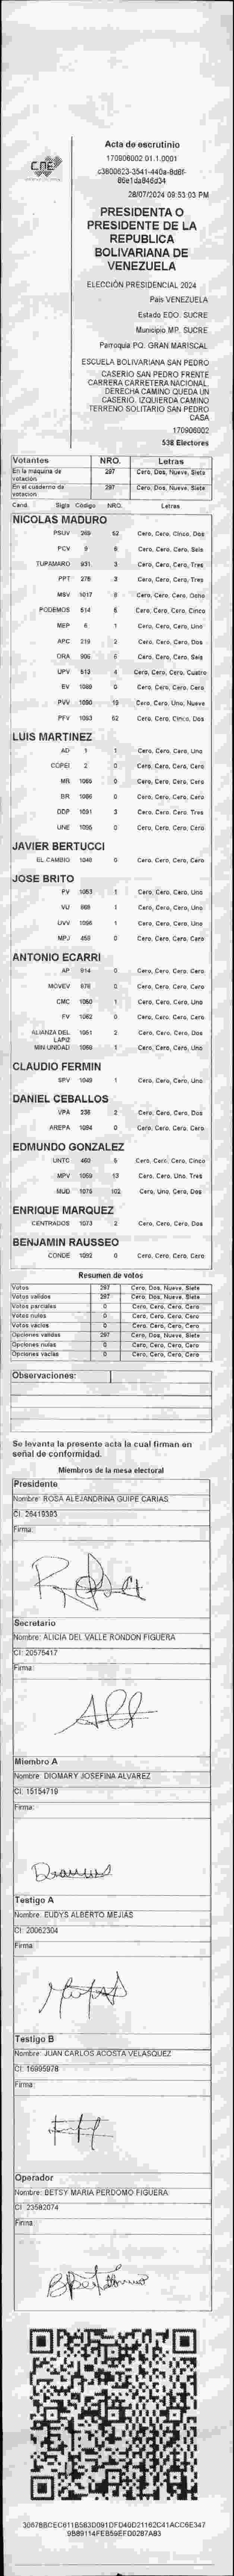 CNE
Acta de escrutinio
170906002.01.1.0001
28/07/2024 09:53:03 PM
PRESIDENTA O
PRESIDENTE DE LA
REPUBLICA
BOLIVARIANA DE
VENEZUELA
ELECCIÓN PRESIDENCIAL 2024
País VENEZUELA
Estado EDO. SUCRE
Municipio MP. SUCRE
Parroquia PQ. GRAN MARISCAL
ESCUELA BOLIVARIANA SAN PEDRO
CASERIO SAN PEDRO FRENTE
CARRERA CARRETERA NACIONAL.
DERECHA CAMINO QUEDA UN
CASERIO. IZQUIERDA CAMINO
TERRENO SOLITARIO SAN PEDRO
CASA
170906002
538 Electores
Votantes NRO. Letras
En la maquina de votación 297 Cero, Dos, Nueve, Siete
En el cuaderno de votacion 297 Cero, Dos, Nueve, Siete
Cand. Sigla Código NRO. Letras
NICOLAS MADURO
PSUV 269 52 Cero, Cero, Cinco, Dos
PCV 9 6 Cero, Cero, Cero, Seis
TUPAMARO 931 3 Cero, Cero, Cero, Tres
PPT 278 3 Cero, Cero, Cero, Tres
MSV 1017 8 Cero, Cero, Cero, Ocho
PODEMOS 514 5 Cero, Cero, Cero, Cinco
MEP 6 1 Cero, Cero, Cero, Uno
APC 219 2 Cero, Cero, Cero, Dos
ORA 906 6 Cero, Cero, Cero, Seis
UPV 513 4 Cero, Cero, Cero, Cuatro
EV 1089 0 Cero, Cero, Cero, Cero
PVV 1090 19 Cero, Cero, Uno, Nueve
PFV 1093 52 Cero, Cero, Cinco, Dos
LUIS MARTINEZ
AD 1 1 Cero, Cero, Cero, Uno
COPEI 2 0 Cero, Cero, Cero, Cero
MR 1065 0 Cero, Cero, Cero, Cero
BR 1066 0 Cero, Cero, Cero, Cero
DDP 1091 3 Cero, Cero, Cero, Tres
UNE 1095 0 Cero, Cero, Cero, Cero
JAVIER BERTUCCI
EL CAMBIO 1048 0 Cero, Cero, Cero, Cero
JOSE BRITO
PV 1053 1 Cero, Cero, Cero, Uno
VU 868 1 Cero, Cero, Cero, Uno
UVV 1098 1 Cero, Cero, Cero, Uno
MPJ 458 0 Cero, Cero, Cero, Cero
ANTONIO ECARRI
AP 914 0 Cero, Cero, Cero, Cero
MOVEV 878 0 Cero, Cero, Cero, Cero
CMC 1050 1 Cero, Cero, Cero, Uno
FV 1062 0 Cero, Cero, Cero, Cero
ALIANZA DEL LAPIZ 1051 2 Cero, Cero, Cero, Dos
MIN UNIDAD 1056 1 Cero, Cero, Cero, Uno
CLAUDIO FERMIN
SPV 1049 1 Cero, Cero, Cero, Uno
DANIEL CEBALLOS
VPA 238 2 Cero, Cero, Cero, Dos
AREPA 1094 0 Cero, Cero, Cero, Cero
EDMUNDO GONZALEZ
UNTC 460 5 Cero, Cero, Cero, Cinco
MPV 1059 13 Cero, Cero, Uno, Tres
MUD 1075 102 Cero, Uno, Cero, Dos
ENRIQUE MARQUEZ
CENTRADOS 1073 2 Cero, Cero, Cero, Dos
BENJAMIN RAUSSEO
CONDE 1092 0 Cero, Cero, Cero, Cero
Resumen de votos
Votos 297 Cero, Dos, Nueve, Siete
Votos validos 297 Cero, Dos, Nueve, Siete
Votos parciales 0 Cero, Cero, Cero, Cero
Votos nulos 0 Cero, Cero, Cero, Cero
Votos vacios 0 Cero, Cero, Cero, Cero
Opciones validas 297 Cero, Dos, Nueve, Siete
Opciones nulas 0 Cero, Cero, Cero, Cero
Opciones vacias 0 Cero, Cero, Cero, Cero
Observaciones:
Se levanta la presente acta la cual firman en
señal de conformidad.
Miembros de la mesa electoral
Presidente
Nombre: ROSA ALEJANDRINA GUIPE CARIAS
CI: 26419393
Firma:
Secretario
Nombre: ALICIA DEL VALLE RONDON FIGUERA
CI: 20575417
Firma:
Miembro A
Nombre: DIOMARY JOSEFINA ALVAREZ
CI: 15154719
Firma:
Testigo A
Nombre: EUDYS ALBERTO MEJIAS
CI: 20062304
Firma:
Testigo B
Nombre: JUAN CARLOS ACOSTA VELASQUEZ
CI: 16995978
Firma:
Operador
Nombre: BETSY MARIA PERDOMO FIGUERA
CI: 23582074
Firma: